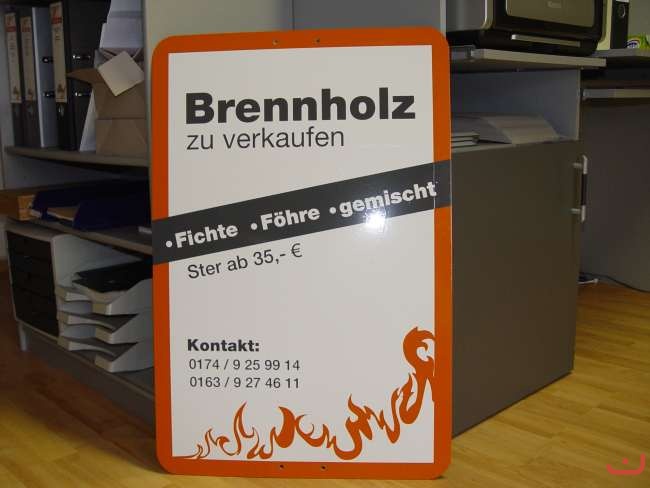 Brennholz
zu verkaufen
•Fichte •Föhre •gemischt
Ster ab 35,- €
Kontakt:
0174 / 9 25 99 14
0163 / 9 27 46 11